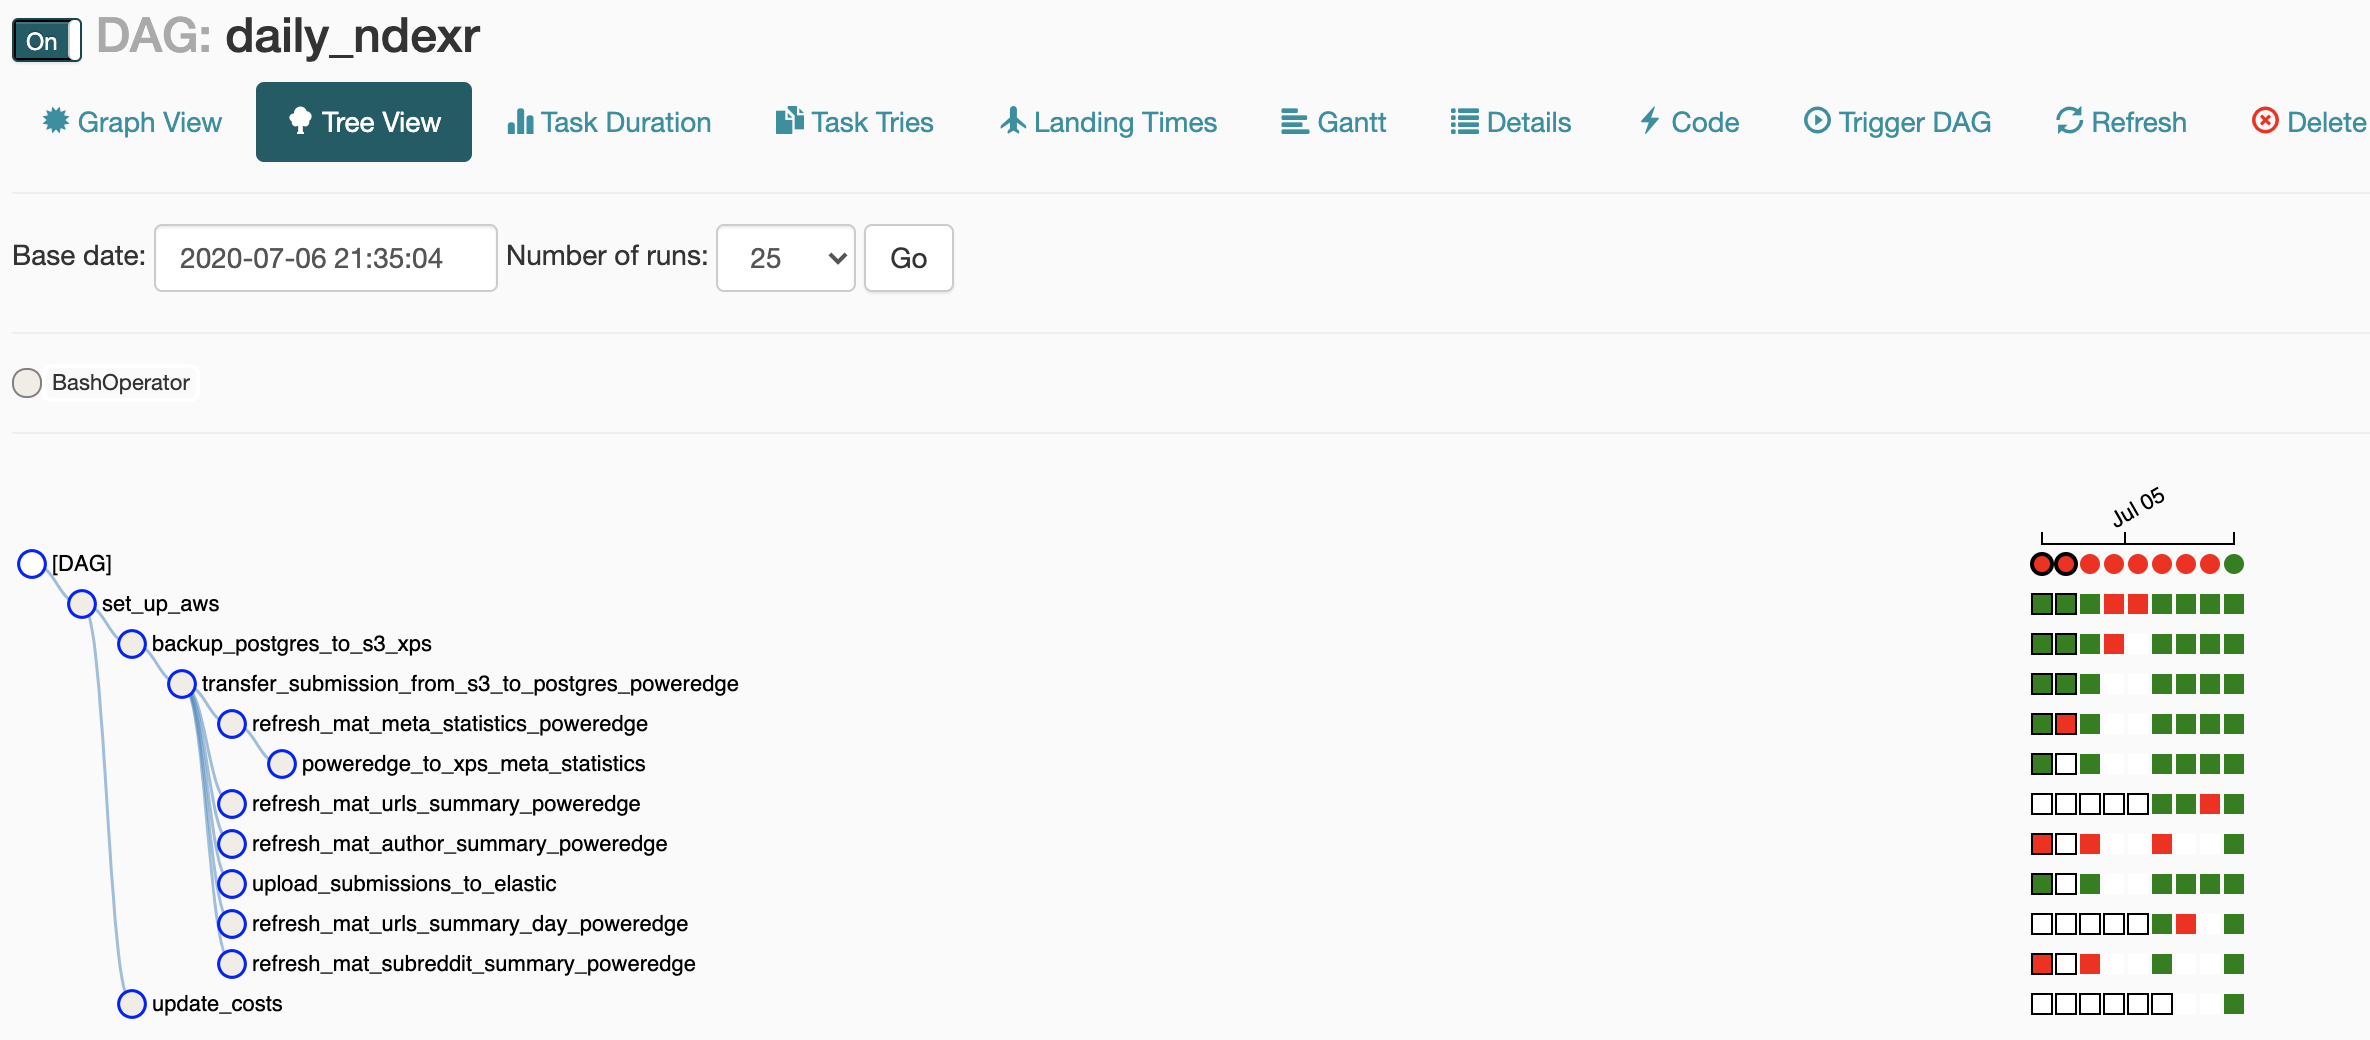 On DAG: daily_ndexr
Graph View Tree View Task Duration Task Tries Landing Times Gantt Details Code Trigger DAG Refresh Delete
Base date: 2020-07-06 21:35:04 Number of runs: 25 Go
BashOperator
Jul 05
[DAG]
set_up_aws
backup_postgres_to_s3_xps
transfer_submission_from_s3_to_postgres_poweredge
refresh_mat_meta_statistics_poweredge
poweredge_to_xps_meta_statistics
refresh_mat_urls_summary_poweredge
refresh_mat_author_summary_poweredge
upload_submissions_to_elastic
refresh_mat_urls_summary_day_poweredge
refresh_mat_subreddit_summary_poweredge
update_costs